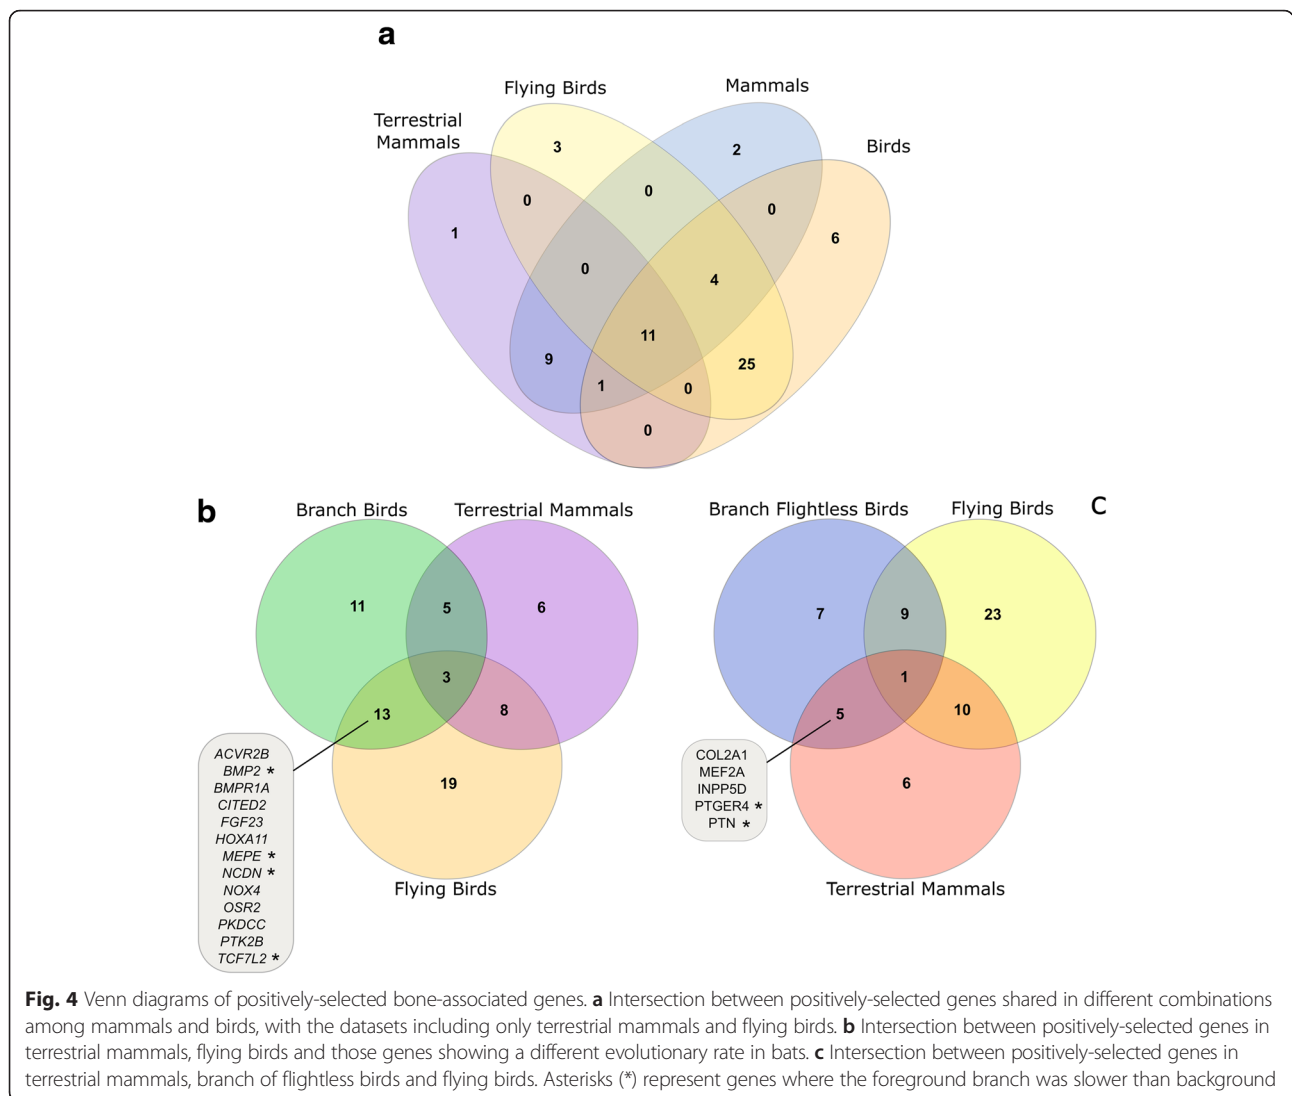 a
Flying Birds
Mammals
Terrestrial
Mammals
Birds
3
2
0
0
0
1
6
0
4
11
9
25
1
0
0
b
Branch Birds
Terrestrial Mammals
11
5
6
3
13
8
19
ACVR2B
BMP2 *
BMPR1A
CITED2
FGF23
HOXA11
MEPE *
NCDN *
NOX4
OSR2
PKDCC
PTK2B
TCF7L2 *
Flying Birds
Branch Flightless Birds
Flying Birds
C
7
9
23
1
5
10
6
COL2A1
MEF2A
INPP5D
PTGER4 *
PTN *
Terrestrial Mammals
Fig. 4 Venn diagrams of positively-selected bone-associated genes. a Intersection between positively-selected genes shared in different combinations
among mammals and birds, with the datasets including only terrestrial mammals and flying birds. b Intersection between positively-selected genes in
terrestrial mammals, flying birds and those genes showing a different evolutionary rate in bats. c Intersection between positively-selected genes in
terrestrial mammals, branch of flightless birds and flying birds. Asterisks (*) represent genes where the foreground branch was slower than background